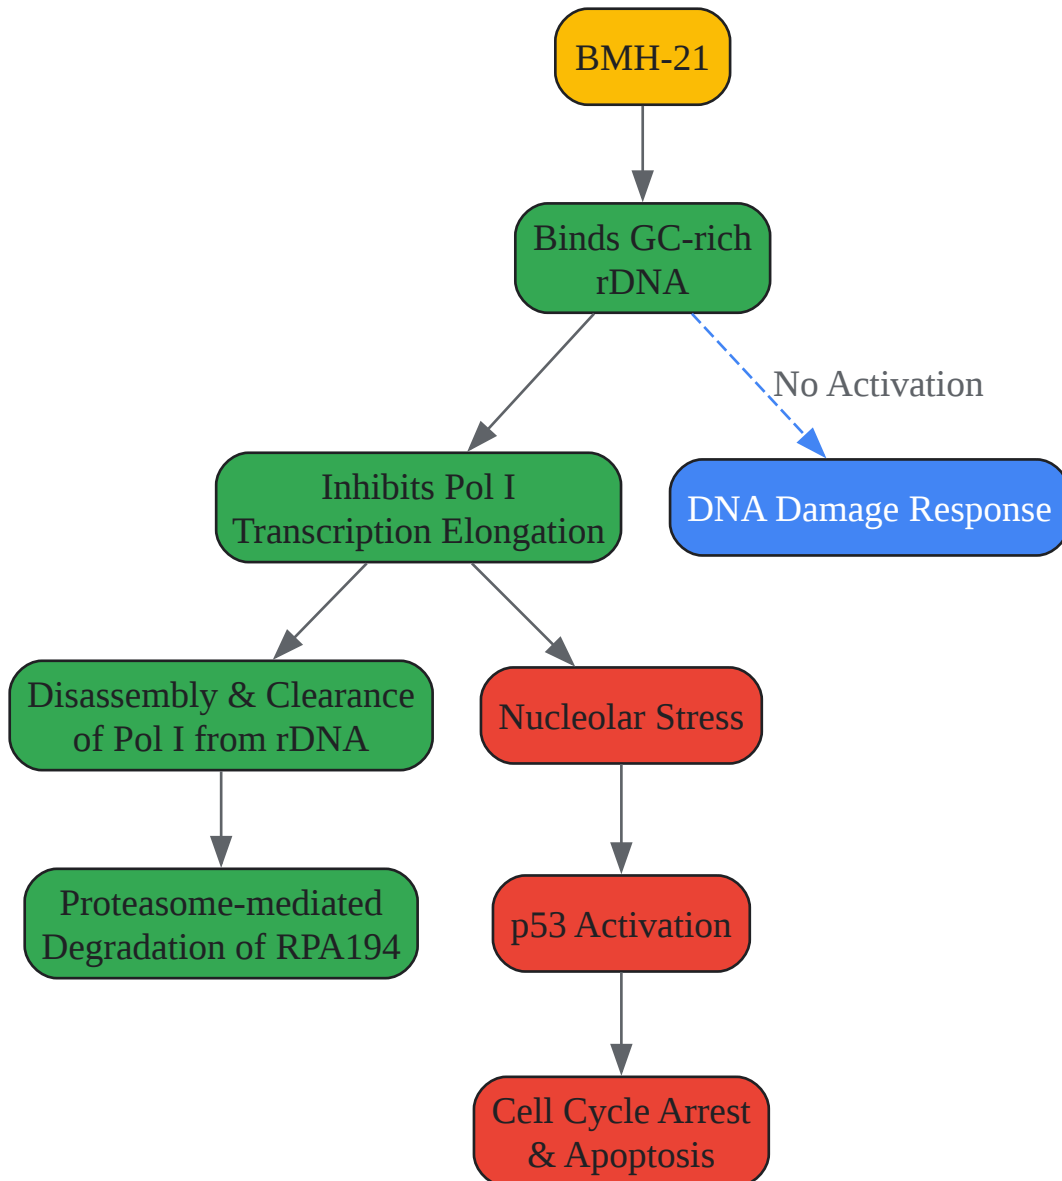 BMH-21
Binds GC-rich
rDNA
No Activation
Inhibits Pol I
Transcription Elongation
DNA Damage Response
Disassembly & Clearance
of Pol I from rDNA
Nucleolar Stress
Proteasome-mediated
Degradation of RPA194
p53 Activation
Cell Cycle Arrest
& Apoptosis